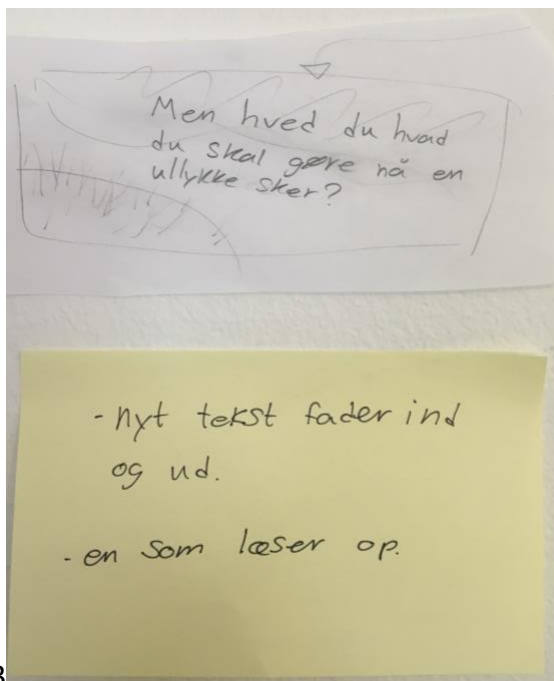 Men hved du hvad
du skal gøre nå en
ullykke sker?
- nyt tekst fader ind
og ud.
- en som læser op.